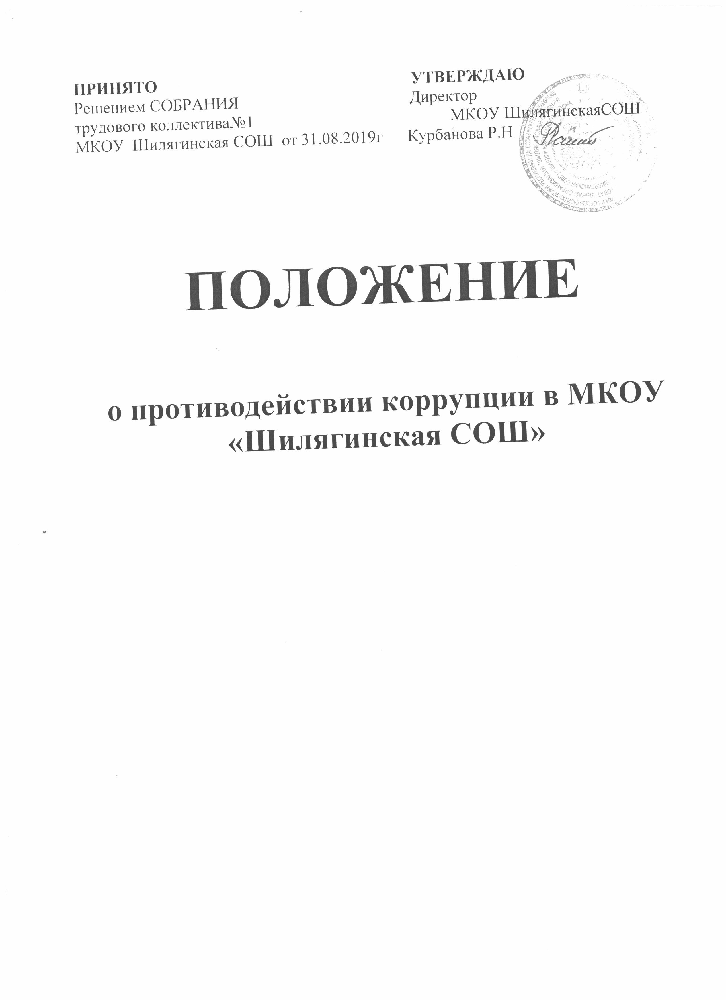 ПРИНЯТО
Решением СОБРАНИЯ
трудового коллектива№1
МКОУ Шилягинская СОШ от 31.08.2019г
УТВЕРЖДАЮ
Директор
МКОУ ШилягинскаяСОШ
Курбанова Р.Н
ПОЛОЖЕНИЕ
о противодействии коррупции в МКОУ
«Шилягинская СОШ»